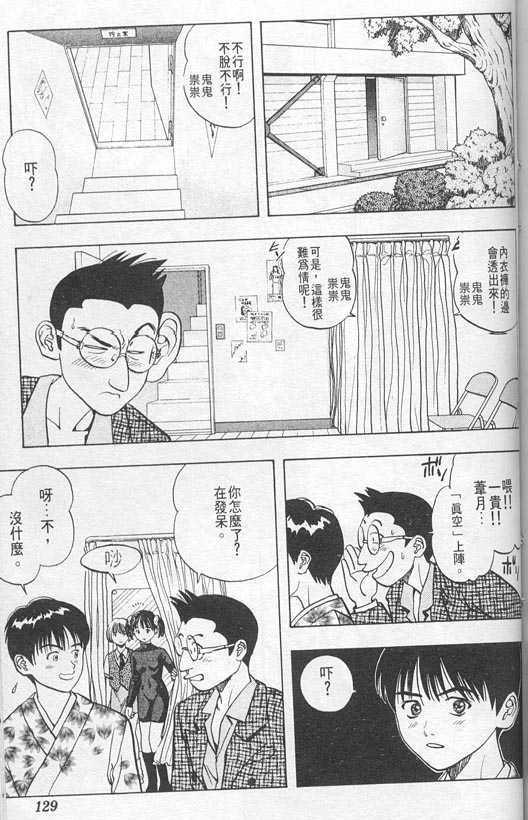 不行啊!
不脫不行!
鬼鬼
祟祟
吓?
內衣褲的邊
會透出來!
鬼鬼
祟祟
可是,這樣很
難爲情呢!
鬼鬼
祟祟
喂!!
一貴!!
葦月…
「眞空」上陣。
吓?
你怎麼了?
在發呆。
吵
呀…不,
沒什麼。
129